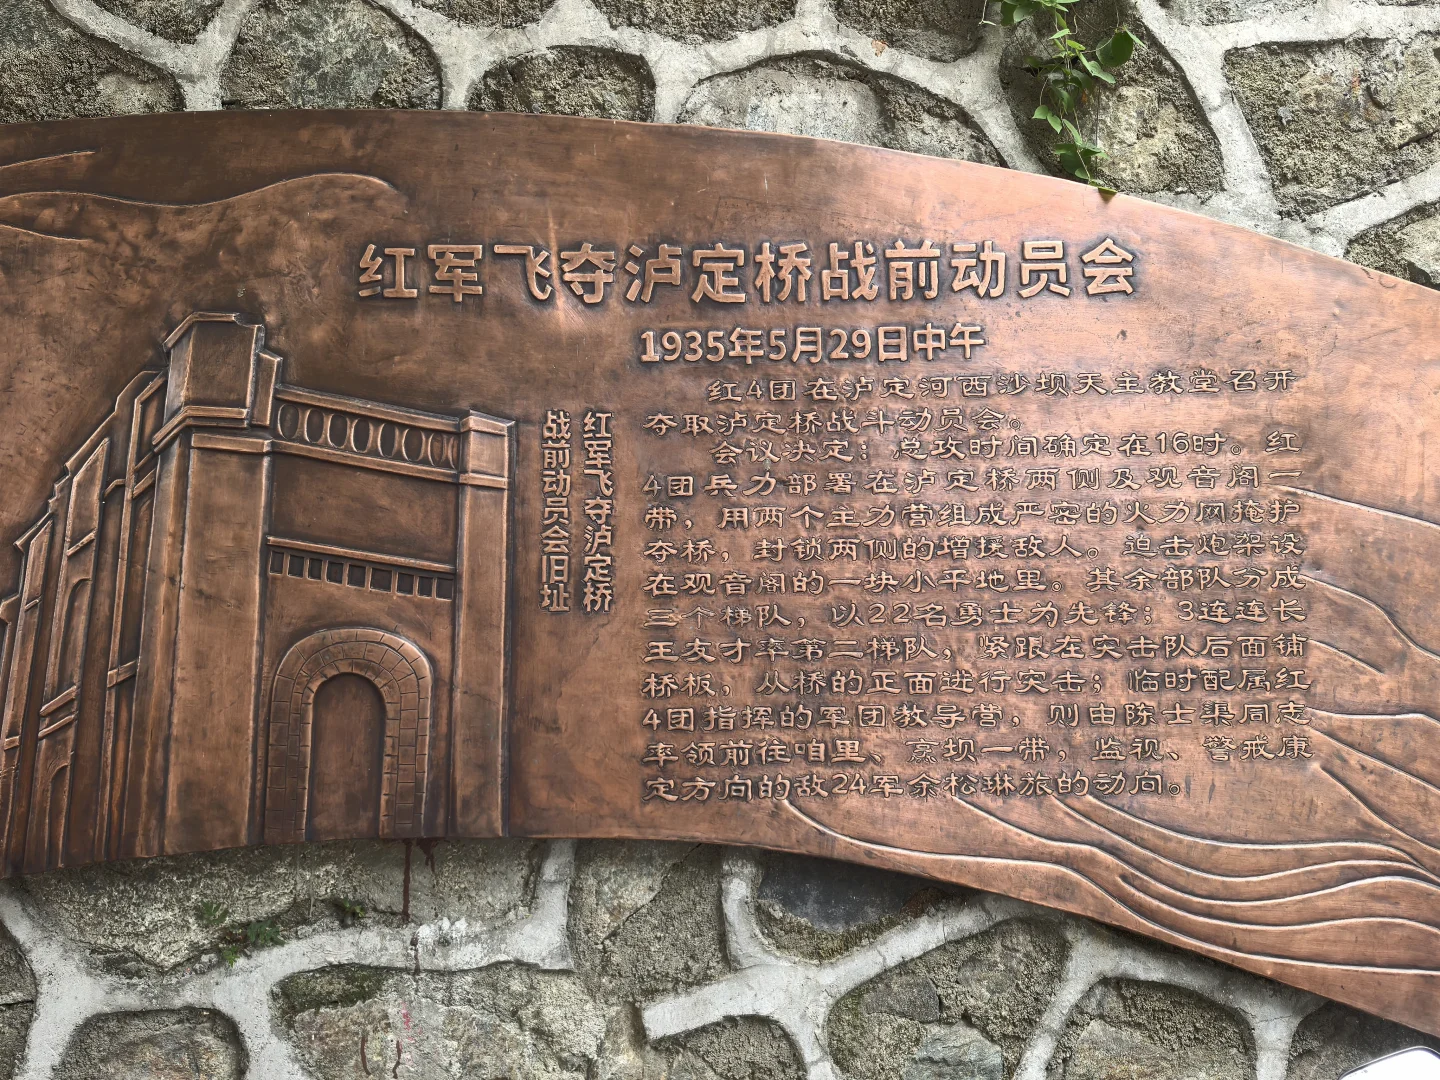 红军飞夺泸定桥战前动员会
1935年5月29日中午
红4团在泸定河西沙坝天主教堂召开
夺取泸定桥战斗动员会。
会议决定：总攻时间确定在16时。红
4团兵力部署在泸定桥两侧及观音阁一
带，用两个主力营组成严密的火力网掩护
夺桥，封锁两侧的增援敌人。迫击炮架设
在观音阁的一块小平地里。其余部队分成
三个梯队，以22名勇士为先锋；3连连长
王友才率第二梯队，紧跟在突击队后面铺
桥板，从桥的正面进行突击；临时配属红
4团指挥的军团教导营，则由陈士渠同志
率领前往咱里、烹坝一带，监视、警戒康
定方向的敌24军余松琳旅的动向。
红军飞夺泸定桥
战前动员会旧址